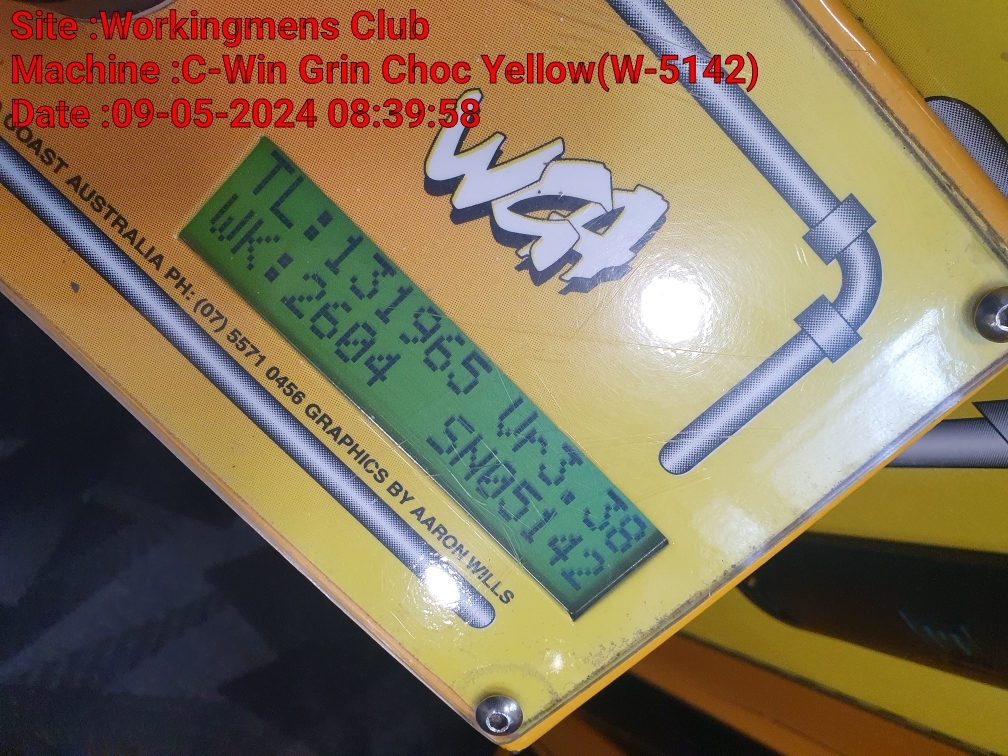 Site :Workingmens Club
Machine :C-Win Grin Choc Yellow(W-5142)
Date :09-05-2024 08:39:58
COAST AUSTRALIA PH: (07) 5571 0456 GRAPHICS BY AARON WILLS
TL:131965 Vr3.38
WK:2604 SN05142